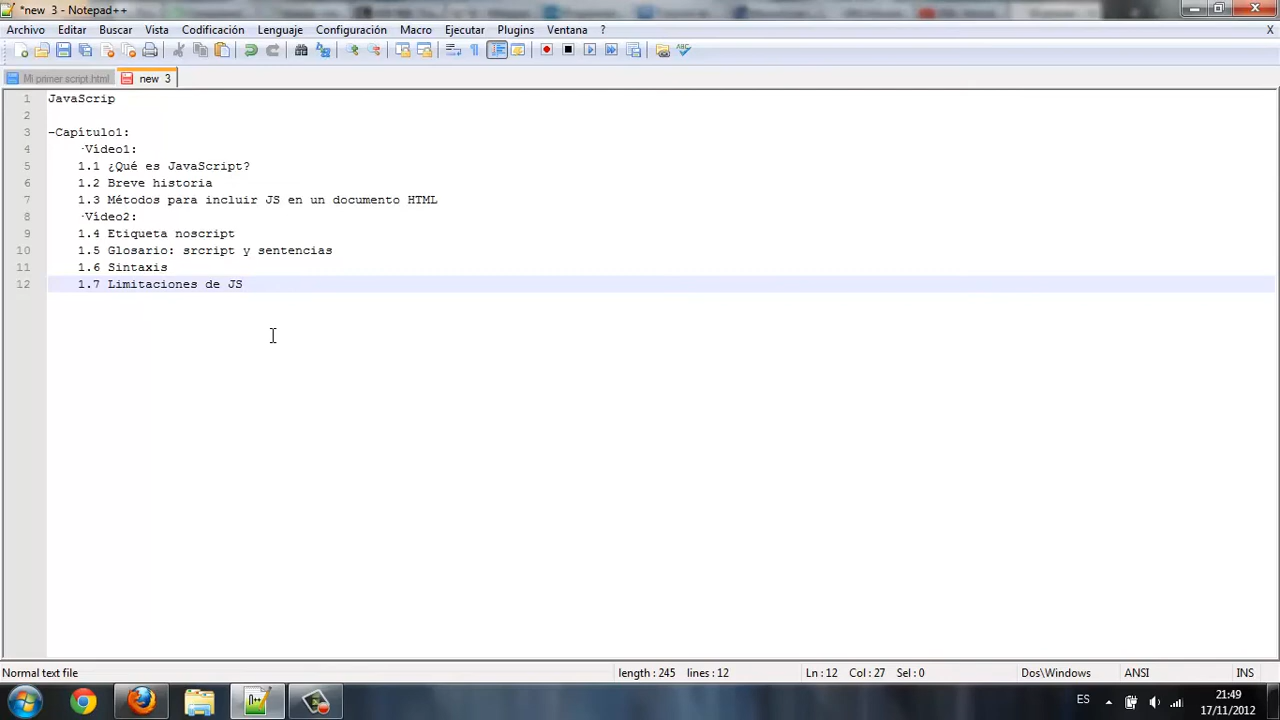 *new 3 - Notepad++
Archivo Editar Buscar Vista Codificación Lenguaje Configuración Macro Ejecutar Plugins Ventana ? X
Mi primer script.html new 3
1 JavaScrip
2
3 -Capítulo1:
4 ·Vídeo1:
5 1.1 ¿Qué es JavaScript?
6 1.2 Breve historia
7 1.3 Métodos para incluir JS en un documento HTML
8 ·Vídeo2:
9 1.4 Etiqueta noscript
10 1.5 Glosario: srcript y sentencias
11 1.6 Sintaxis
12 1.7 Limitaciones de JS
Normal text file length : 245 lines : 12 Ln : 12 Col : 27 Sel : 0 Dos\Windows ANSI INS
ES 21:49
17/11/2012